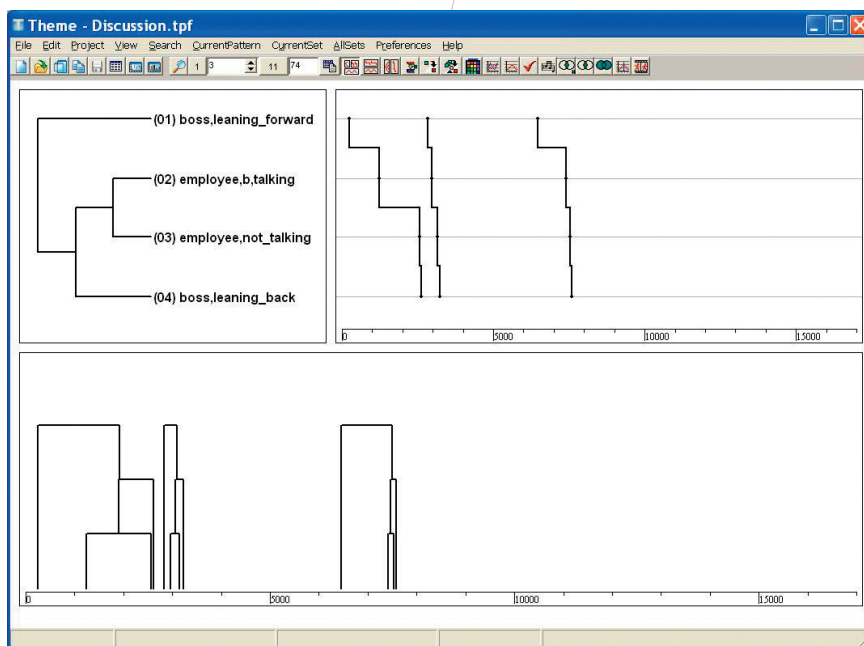 Theme - Discussion.tpf
File Edit Project View Search CurrentPattern CurrentSet AllSets Preferences Help
1 3 11 74
(01) boss,leaning_forward
(02) employee,b,talking
(03) employee,not_talking
(04) boss,leaning_back
0 5000 10000 15000
0 5000 10000 15000